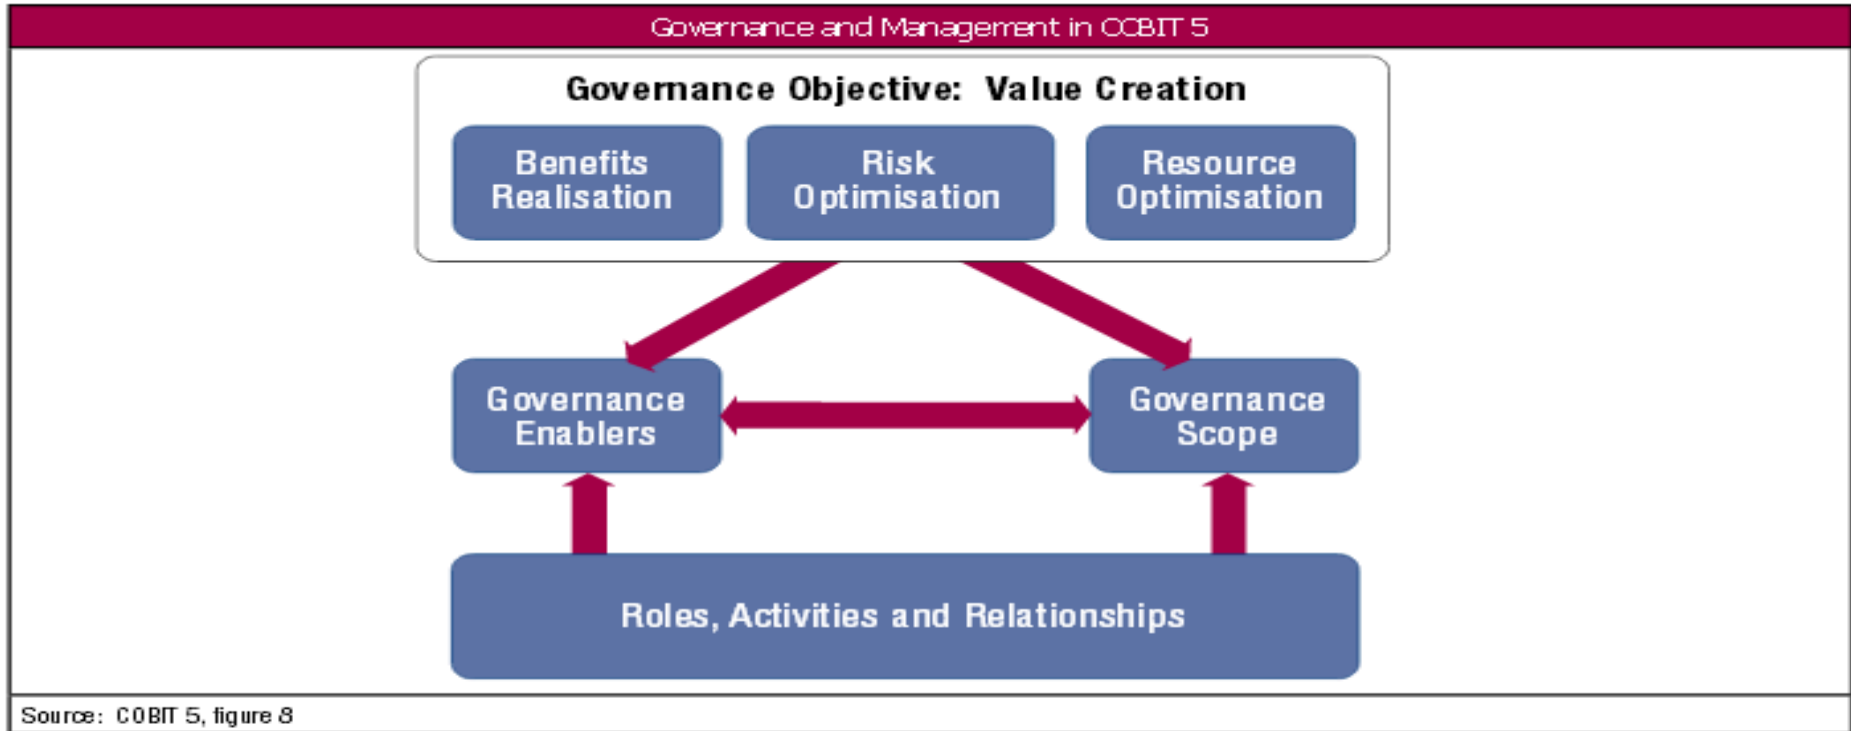 Governance and Management in COBIT 5
Governance Objective: Value Creation
Benefits
Realisation
Risk
Optimisation
Resource
Optimisation
Governance
Enablers
Governance
Scope
Roles, Activities and Relationships
Source: COBIT 5, figure 8